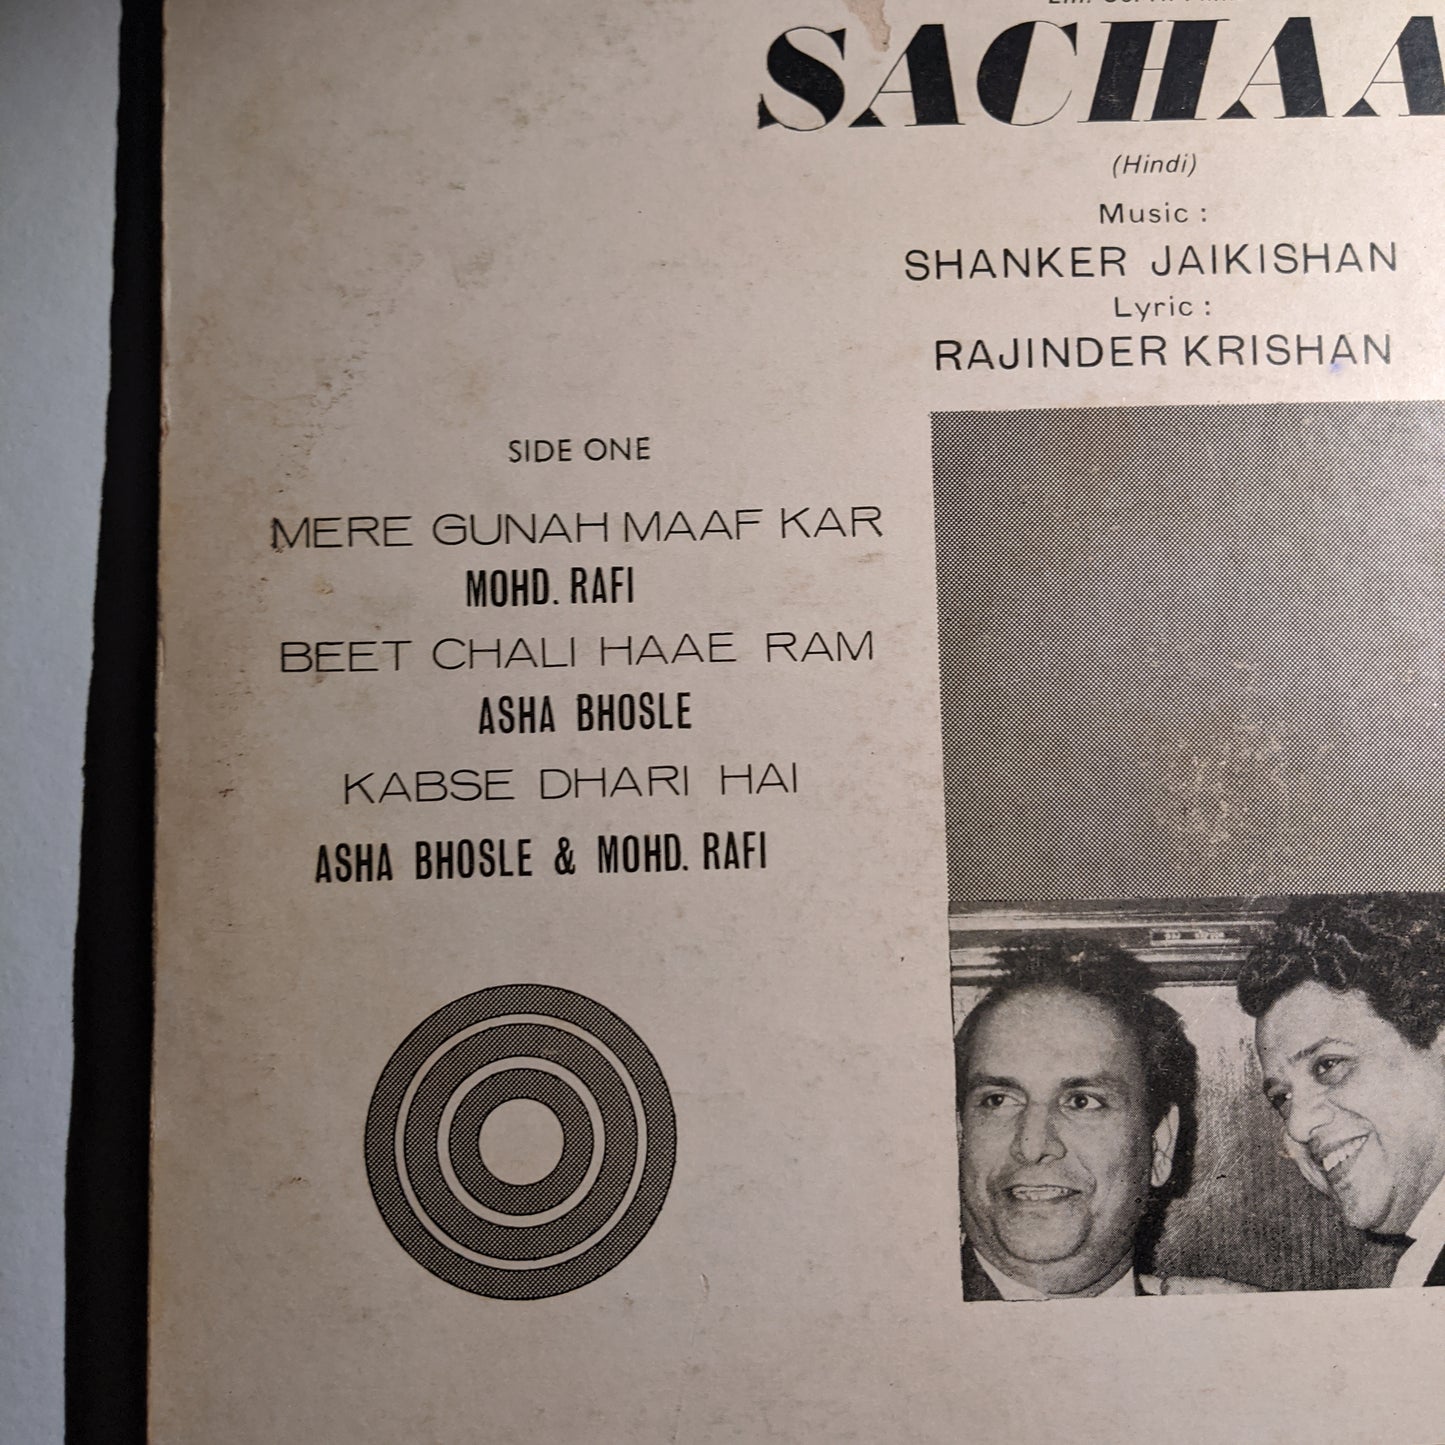 SACHAA
(Hindi)
Music :
SHANKER JAIKISHAN
Lyric :
RAJINDER KRISHAN
SIDE ONE
MERE GUNAH MAAF KAR
MOHD. RAFI
BEET CHALI HAAE RAM
ASHA BHOSLE
KABSE DHARI HAI
ASHA BHOSLE & MOHD. RAFI